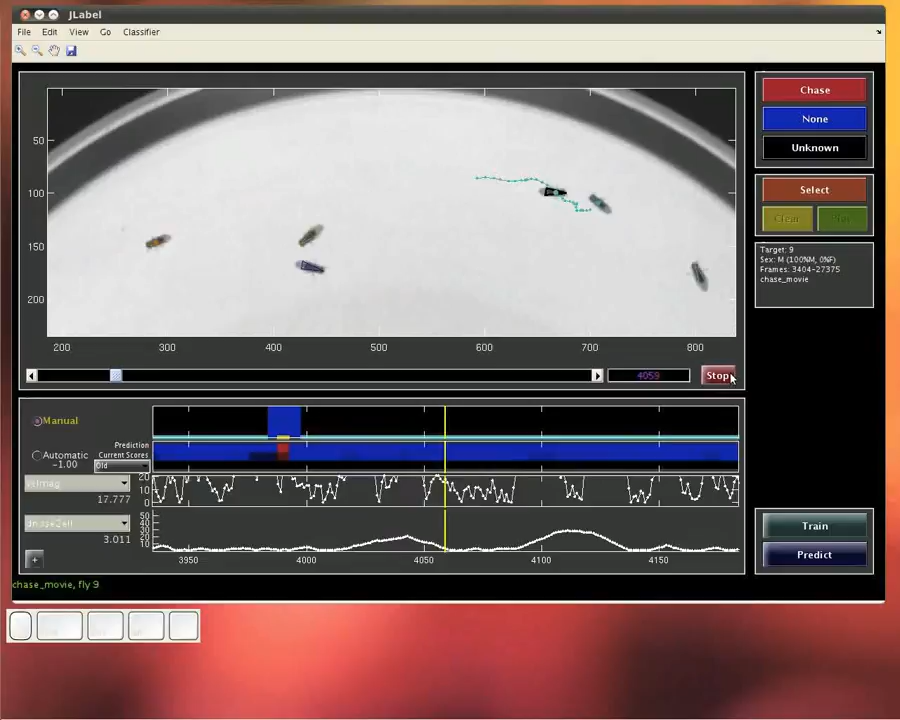 JLabel
File Edit View Go Classifier
Chase
None
Unknown
Select
Clear
Target: 9
Sex: M (100%M, 0%F)
Frames: 3404-27375
chase_movie
50
100
150
200
200 300 400 500 600 700 800
4059
Stop
Manual
Prediction
Automatic
Current Scores
-1.00
Old
17.777
20
10
0
3.011
50
40
30
20
10
3950 4000 4050 4100 4150
+
Train
Predict
chase_movie, fly 9